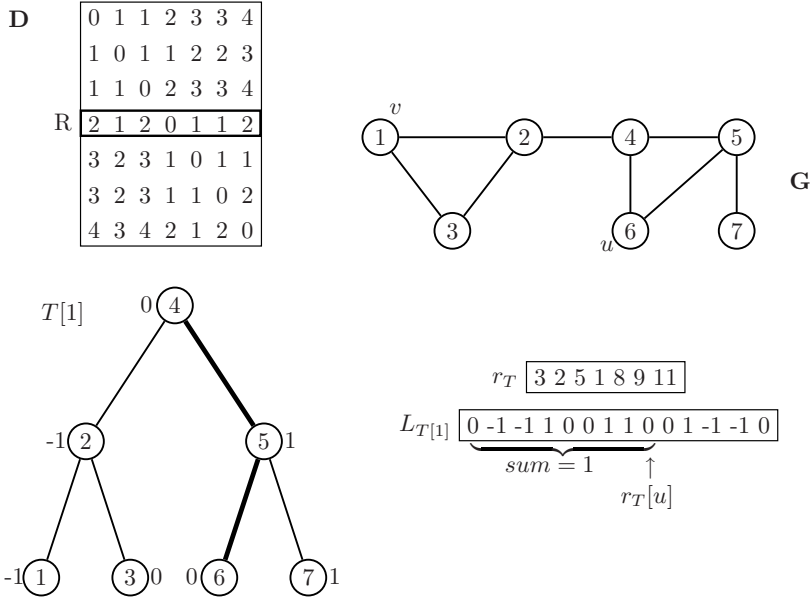 D
0 1 1 2 3 3 4
1 0 1 1 2 2 3
1 1 0 2 3 3 4
R 2 1 2 0 1 1 2
3 2 3 1 0 1 1
3 2 3 1 1 0 2
4 3 4 2 1 2 0
v
1 2 4 5
G
3 u 6 7
T[1] 0 4
-1 2 5 1
-1 1 3 0 0 6 7 1
r_T 3 2 5 1 8 9 11
L_{T[1]} 0 -1 -1 1 0 0 1 1 0 0 1 -1 -1 0
sum = 1 ↑
r_T[u]